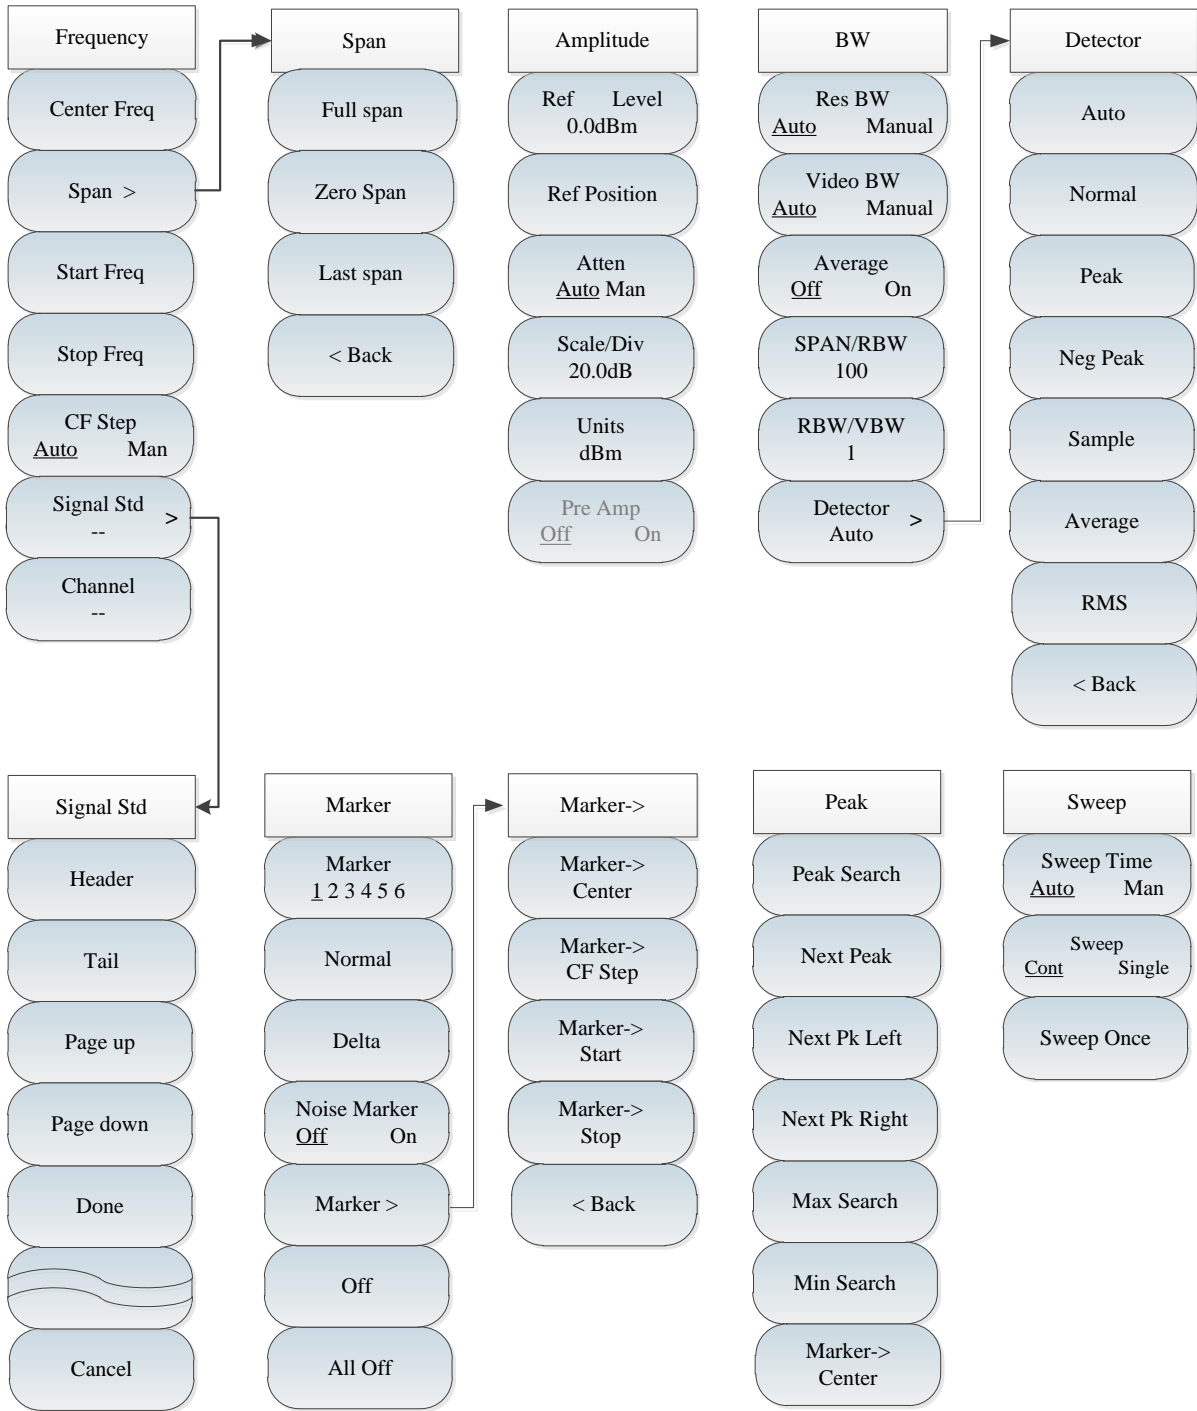 Frequency
Center Freq
Span >
Start Freq
Stop Freq
CF Step
Auto Man
Signal Std >
--
Channel
--
Span
Full span
Zero Span
Last span
< Back
Amplitude
Ref Level
0.0dBm
Ref Position
Atten
Auto Man
Scale/Div
20.0dB
Units
dBm
Pre Amp
Off On
BW
Res BW
Auto Manual
Video BW
Auto Manual
Average
Off On
SPAN/RBW
100
RBW/VBW
1
Detector >
Auto
Detector
Auto
Normal
Peak
Neg Peak
Sample
Average
RMS
< Back
Signal Std
Header
Tail
Page up
Page down
Done
Cancel
Marker
Marker
1 2 3 4 5 6
Normal
Delta
Noise Marker
Off On
Marker >
Off
All Off
Marker->
Marker->
Center
Marker->
CF Step
Marker->
Start
Marker->
Stop
< Back
Peak
Peak Search
Next Peak
Next Pk Left
Next Pk Right
Max Search
Min Search
Marker->
Center
Sweep
Sweep Time
Auto Man
Sweep
Cont Single
Sweep Once